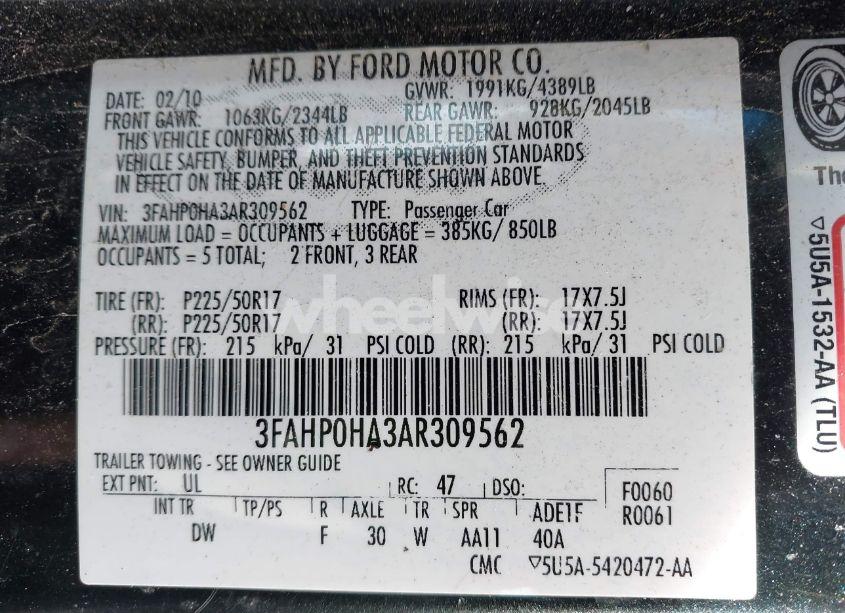 MFD. BY FORD MOTOR CO.
DATE: 02/10 GVWR: 1991KG/4389LB
FRONT GAWR: 1063KG/2344LB REAR GAWR: 928KG/2045LB
THIS VEHICLE CONFORMS TO ALL APPLICABLE FEDERAL MOTOR
VEHICLE SAFETY, BUMPER, AND THEFT PREVENTION STANDARDS
IN EFFECT ON THE DATE OF MANUFACTURE SHOWN ABOVE.
VIN: 3FAHP0HA3AR309562 TYPE: Passenger Car
MAXIMUM LOAD = OCCUPANTS + LUGGAGE = 385KG/ 850LB
OCCUPANTS = 5 TOTAL; 2 FRONT, 3 REAR
TIRE (FR): P225/50R17 RIMS (FR): 17X7.5J
(RR): P225/50R17 (RR): 17X7.5J
wheelwise
PRESSURE (FR): 215 kPa/ 31 PSI COLD (RR): 215 kPa/ 31 PSI COLD
3FAHP0HA3AR309562
TRAILER TOWING - SEE OWNER GUIDE
EXT PNT: UL RC: 47 DSO: F0060
INT TR TP/PS R AXLE TR SPR ADE1F R0061
DW F 30 W AA11 40A
CMC ▽5U5A-5420472-AA
The
▽5U5A-1532-AA (TLU)